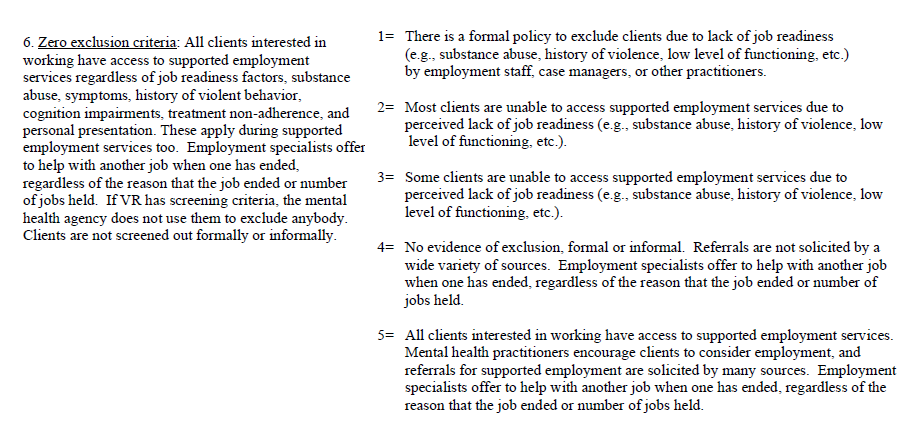 6. Zero exclusion criteria: All clients interested in
working have access to supported employment
services regardless of job readiness factors, substance
abuse, symptoms, history of violent behavior,
cognition impairments, treatment non-adherence, and
personal presentation. These apply during supported
employment services too.  Employment specialists offer
to help with another job when one has ended,
regardless of the reason that the job ended or number
of jobs held.  If VR has screening criteria, the mental
health agency does not use them to exclude anybody.
Clients are not screened out formally or informally.
1= There is a formal policy to exclude clients due to lack of job readiness
(e.g., substance abuse, history of violence, low level of functioning, etc.)
by employment staff, case managers, or other practitioners.
2= Most clients are unable to access supported employment services due to
perceived lack of job readiness (e.g., substance abuse, history of violence, low
level of functioning, etc.).
3= Some clients are unable to access supported employment services due to
perceived lack of job readiness (e.g., substance abuse, history of violence, low
level of functioning, etc.).
4= No evidence of exclusion, formal or informal.  Referrals are not solicited by a
wide variety of sources.  Employment specialists offer to help with another job
when one has ended, regardless of the reason that the job ended or number of
jobs held.
5= All clients interested in working have access to supported employment services.
Mental health practitioners encourage clients to consider employment, and
referrals for supported employment are solicited by many sources.  Employment
specialists offer to help with another job when one has ended, regardless of the
reason that the job ended or number of jobs held.